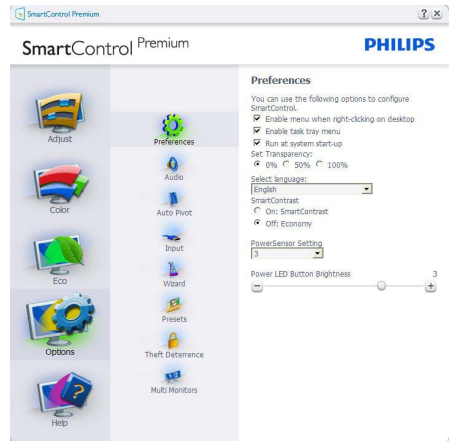 SmartControl Premium
SmartControl Premium
PHILIPS
Adjust
Color
Eco
Options
Help
Preferences
Audio
Auto Pivot
Input
Wizard
Presets
Theft Deterrence
Multi Monitors
Preferences
You can use the following options to configure
SmartControl.
Enable menu when right-clicking on desktop
Enable task tray menu
Run at system start-up
Set Transparency:
0% 50% 100%
Select language:
English
SmartContrast
On: SmartContrast
Off: Economy
PowerSensor Setting
3
Power LED Button Brightness 3